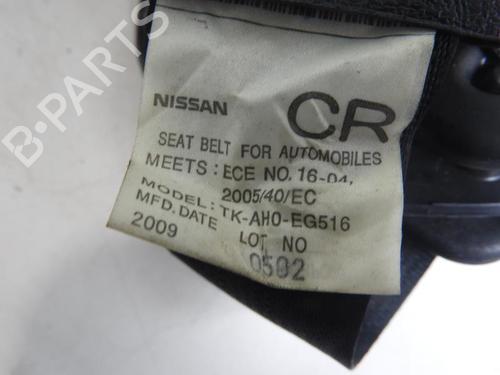 NISSAN CR
SEAT BELT FOR AUTOMOBILES
MEETS: ECE NO. 16-04,
2005/40/EC
MODEL: TK-AH0-EG516
MFD.DATE LOT NO
2009 0502
B-PARTS